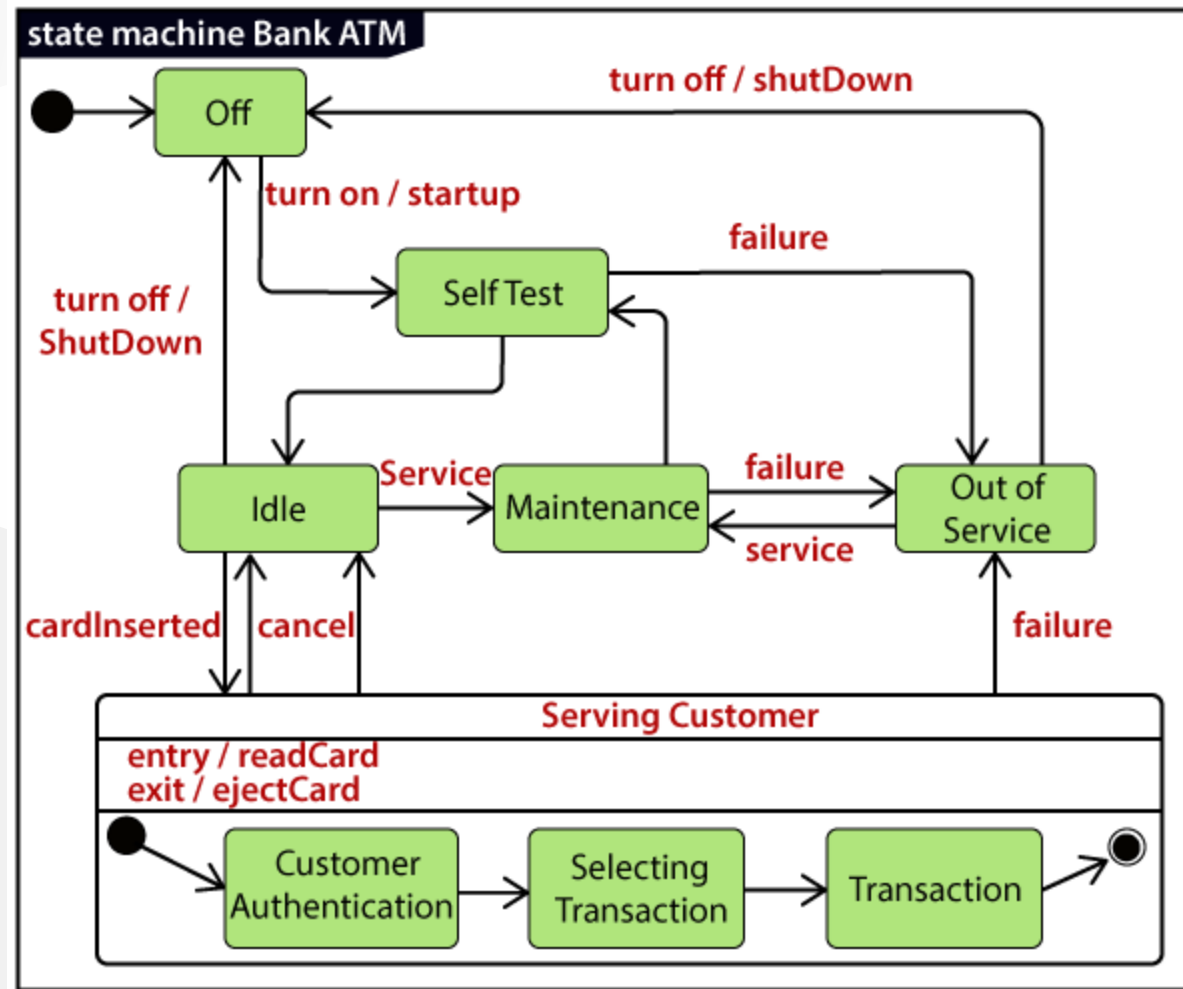 state machine Bank ATM
turn off / shutDown
Off
turn on / startup
failure
Self Test
turn off /
ShutDown
Service
failure
Out of
Service
Idle
Maintenance
service
cardInserted
cancel
failure
Serving Customer
entry / readCard
exit / ejectCard
Customer
Authentication
Selecting
Transaction
Transaction